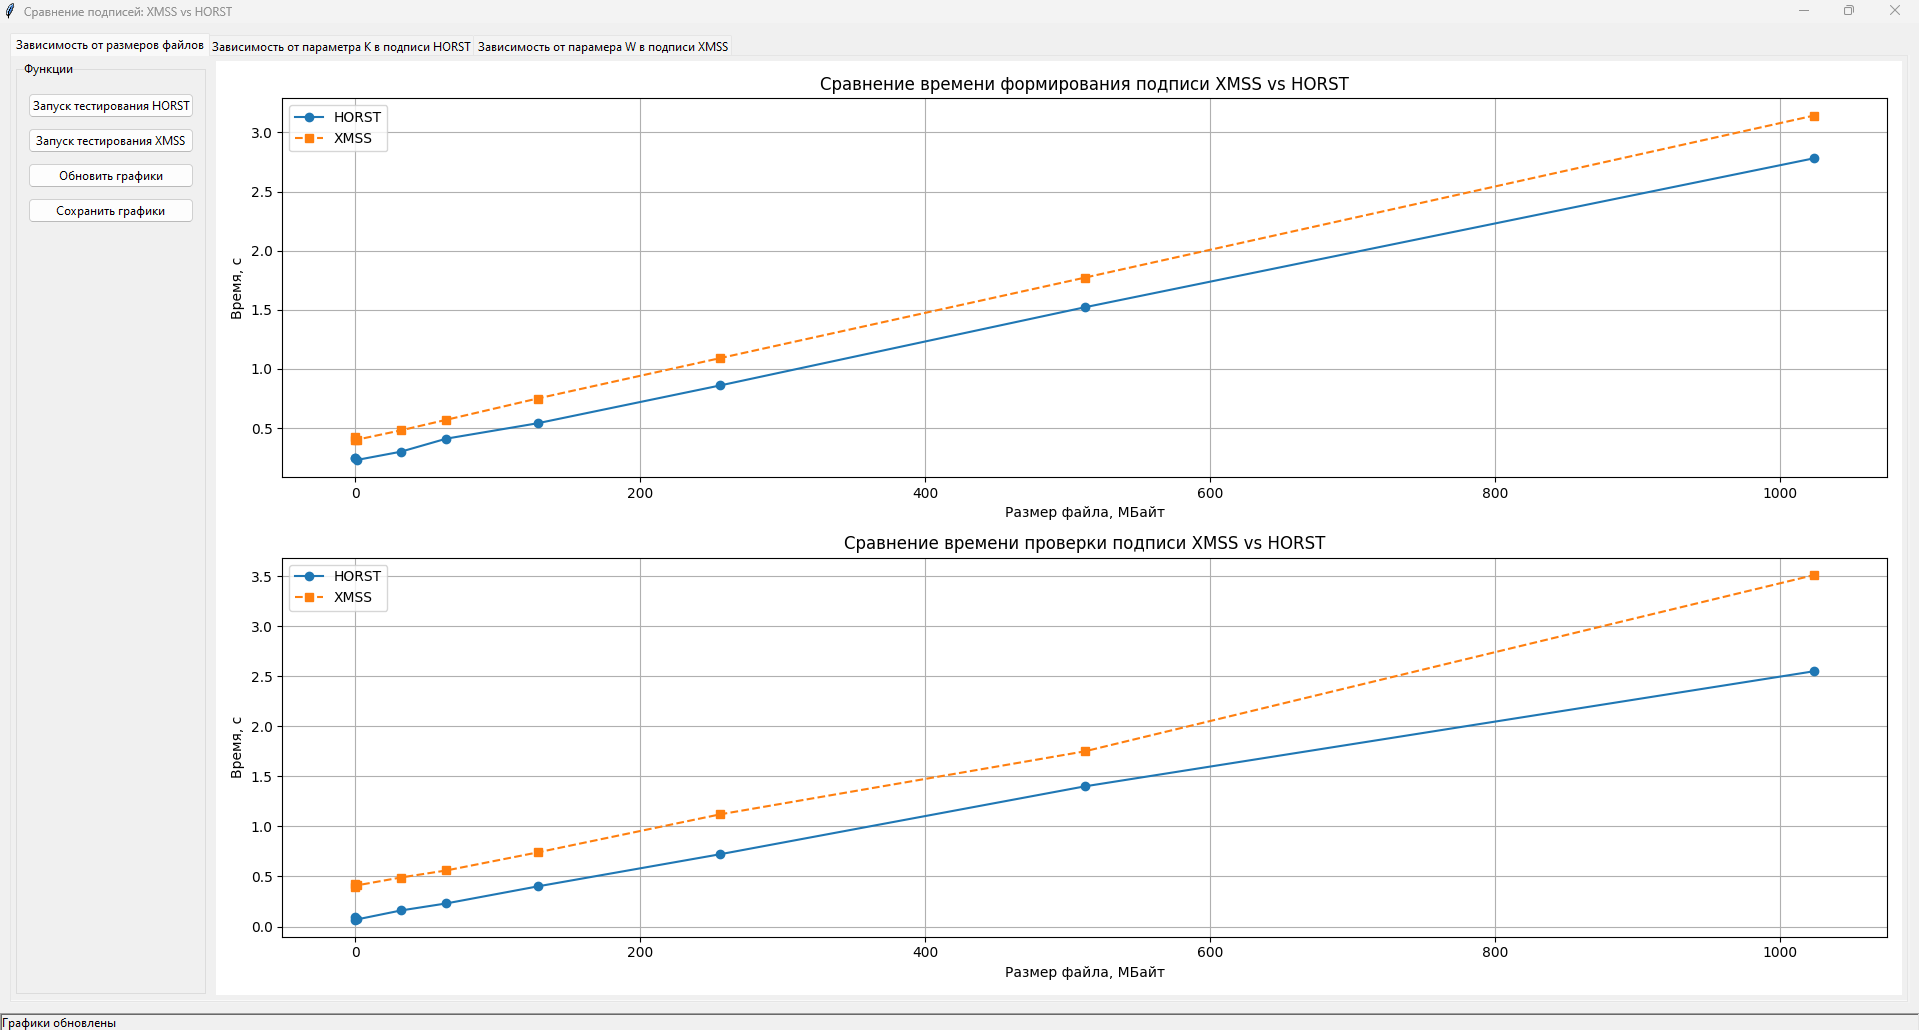 Сравнение подписей: XMSS vs HORST
Зависимость от размеров файлов
Зависимость от параметра K в подписи HORST
Зависимость от парамера W в подписи XMSS
Функции
Запуск тестирования HORST
Запуск тестирования XMSS
Обновить графики
Сохранить графики
Сравнение времени формирования подписи XMSS vs HORST
HORST
XMSS
3.0
2.5
2.0
1.5
1.0
0.5
Время, с
0 200 400 600 800 1000
Размер файла, МБайт
Сравнение времени проверки подписи XMSS vs HORST
HORST
XMSS
3.5
3.0
2.5
2.0
1.5
1.0
0.5
0.0
Время, с
0 200 400 600 800 1000
Размер файла, МБайт
Графики обновлены